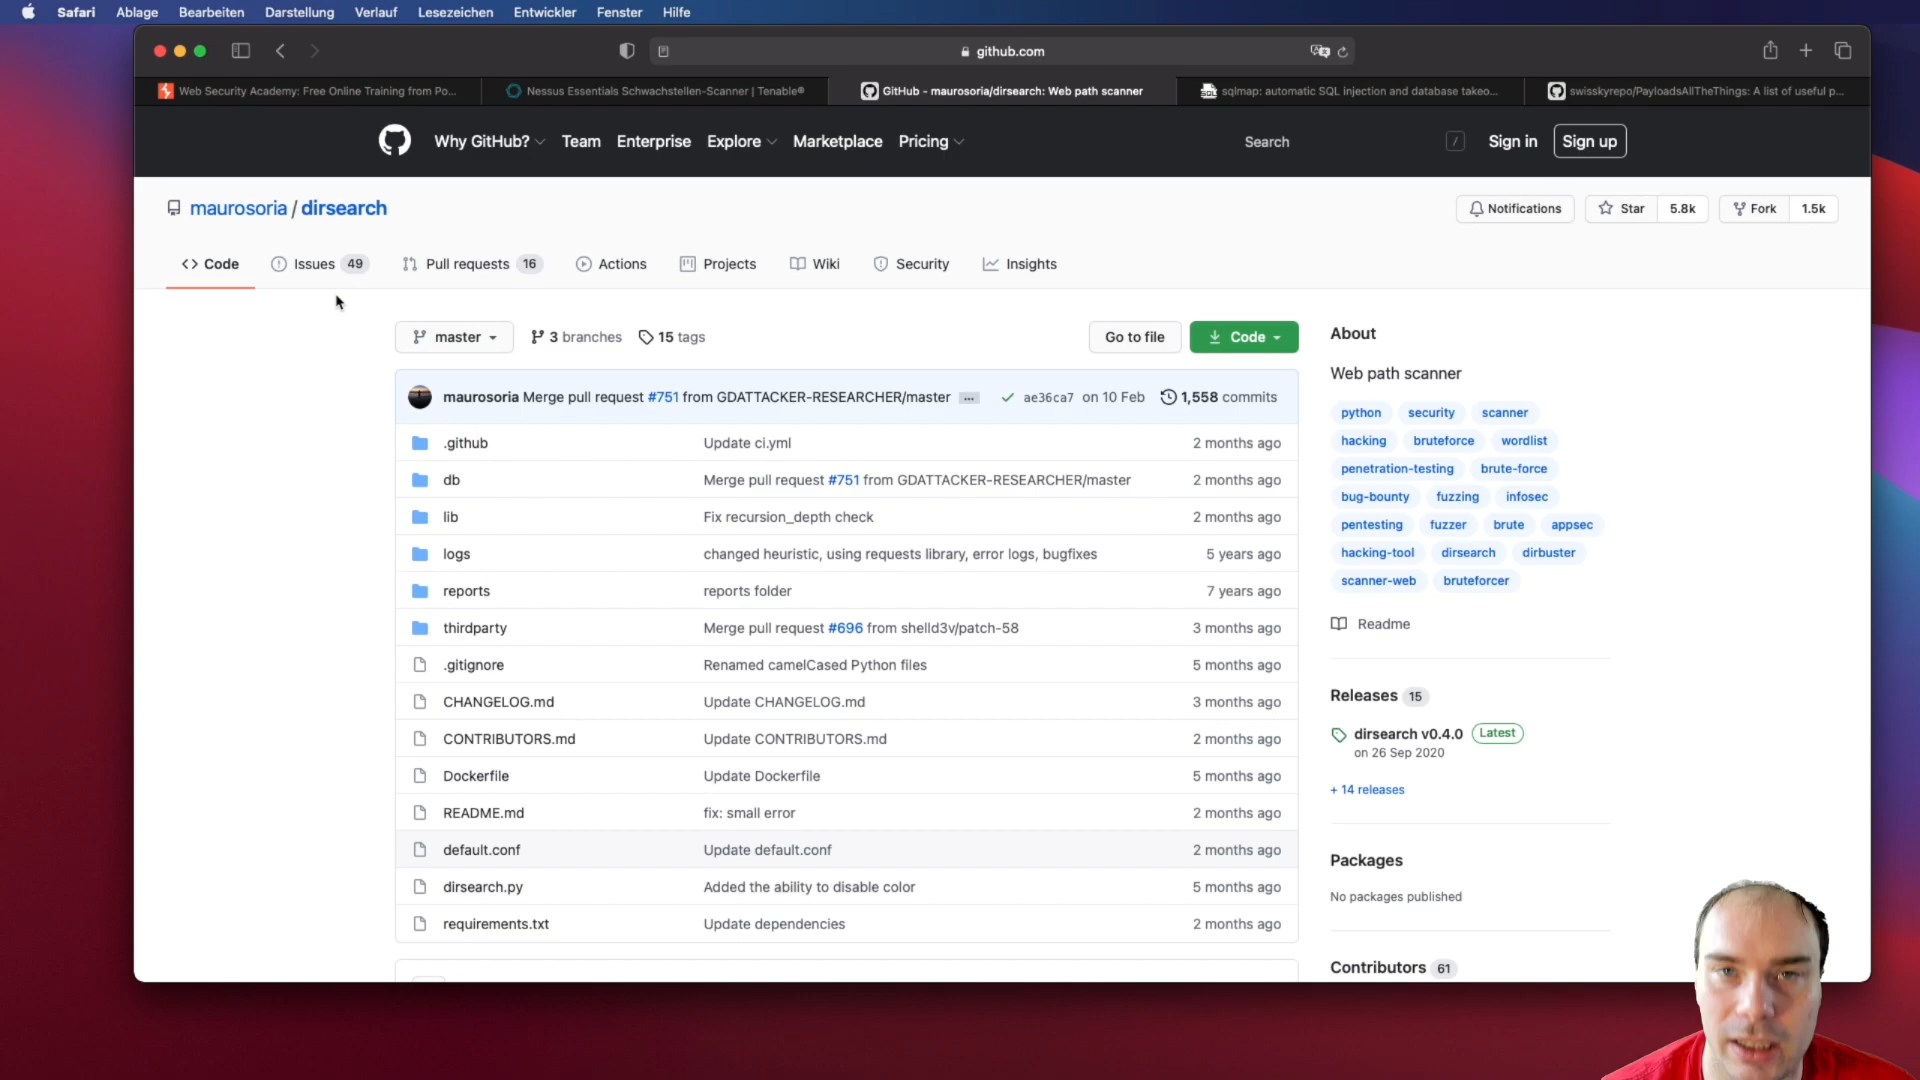 Safari Ablage Bearbeiten Darstellung Verlauf Lesezeichen Entwickler Fenster Hilfe
github.com
Web Security Academy: Free Online Training from Po...
Nessus Essentials Schwachstellen-Scanner | Tenable®
GitHub - maurosoria/dirsearch: Web path scanner
sqlmap: automatic SQL injection and database takeo...
swisskyrepo/PayloadsAllTheThings: A list of useful p...
Why GitHub? Team Enterprise Explore Marketplace Pricing
Search
/
Sign in
Sign up
maurosoria / dirsearch
Notifications
Star 5.8k
Fork 1.5k
Code
Issues 49
Pull requests 16
Actions
Projects
Wiki
Security
Insights
master
3 branches
15 tags
Go to file
Code
maurosoria Merge pull request #751 from GDATTACKER-RESEARCHER/master ... ae36ca7 on 10 Feb 1,558 commits
.github Update ci.yml 2 months ago
db Merge pull request #751 from GDATTACKER-RESEARCHER/master 2 months ago
lib Fix recursion_depth check 2 months ago
logs changed heuristic, using requests library, error logs, bugfixes 5 years ago
reports reports folder 7 years ago
thirdparty Merge pull request #696 from shelld3v/patch-58 3 months ago
.gitignore Renamed camelCased Python files 5 months ago
CHANGELOG.md Update CHANGELOG.md 3 months ago
CONTRIBUTORS.md Update CONTRIBUTORS.md 2 months ago
Dockerfile Update Dockerfile 5 months ago
README.md fix: small error 2 months ago
default.conf Update default.conf 2 months ago
dirsearch.py Added the ability to disable color 5 months ago
requirements.txt Update dependencies 2 months ago
About
Web path scanner
python security scanner
hacking bruteforce wordlist
penetration-testing brute-force
bug-bounty fuzzing infosec
pentesting fuzzer brute appsec
hacking-tool dirsearch dirbuster
scanner-web bruteforcer
Readme
Releases 15
dirsearch v0.4.0 Latest
on 26 Sep 2020
+ 14 releases
Packages
No packages published
Contributors 61